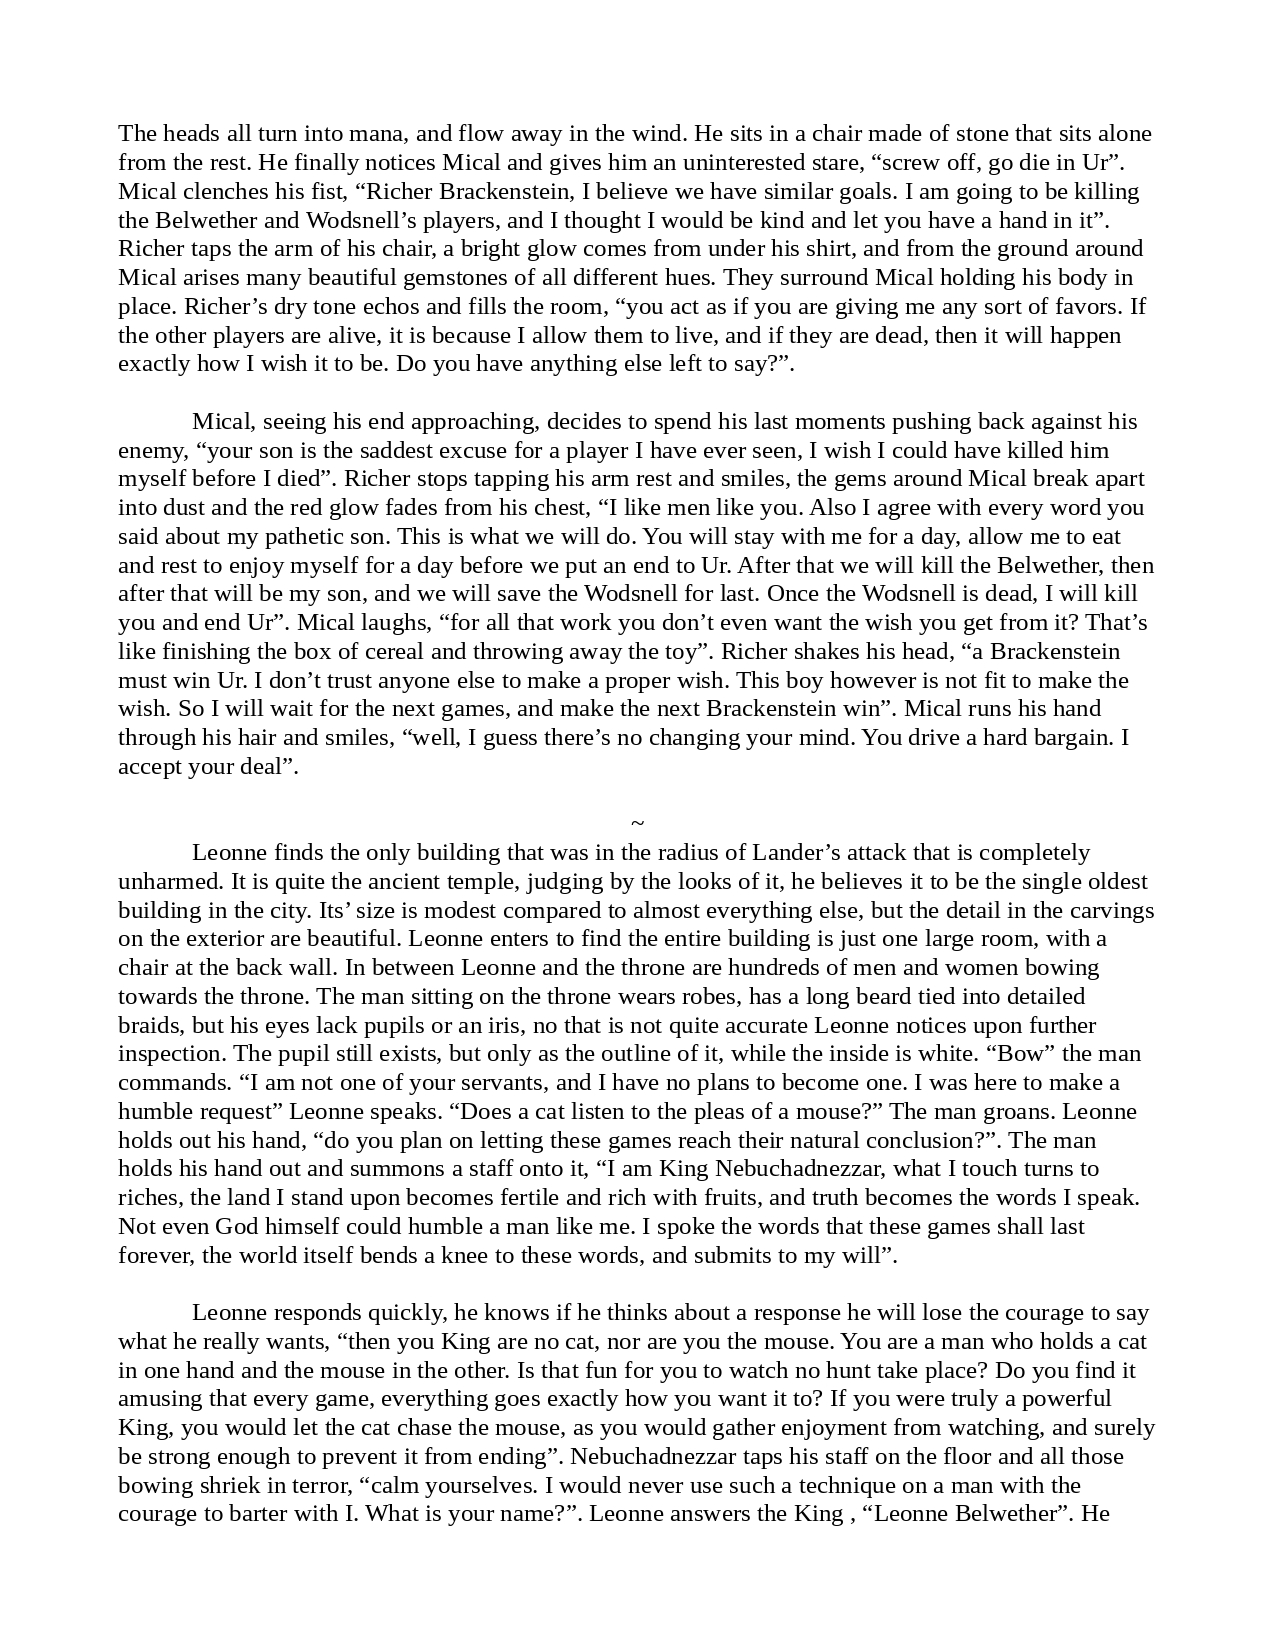 The heads all turn into mana, and flow away in the wind. He sits in a chair made of stone that sits alone
from the rest. He finally notices Mical and gives him an uninterested stare, “screw off, go die in Ur”.
Mical clenches his fist, “Richer Brackenstein, I believe we have similar goals. I am going to be killing
the Belwether and Wodsnell’s players, and I thought I would be kind and let you have a hand in it”.
Richer taps the arm of his chair, a bright glow comes from under his shirt, and from the ground around
Mical arises many beautiful gemstones of all different hues. They surround Mical holding his body in
place. Richer’s dry tone echos and fills the room, “you act as if you are giving me any sort of favors. If
the other players are alive, it is because I allow them to live, and if they are dead, then it will happen
exactly how I wish it to be. Do you have anything else left to say?”.
Mical, seeing his end approaching, decides to spend his last moments pushing back against his
enemy, “your son is the saddest excuse for a player I have ever seen, I wish I could have killed him
myself before I died”. Richer stops tapping his arm rest and smiles, the gems around Mical break apart
into dust and the red glow fades from his chest, “I like men like you. Also I agree with every word you
said about my pathetic son. This is what we will do. You will stay with me for a day, allow me to eat
and rest to enjoy myself for a day before we put an end to Ur. After that we will kill the Belwether, then
after that will be my son, and we will save the Wodsnell for last. Once the Wodsnell is dead, I will kill
you and end Ur”. Mical laughs, “for all that work you don’t even want the wish you get from it? That’s
like finishing the box of cereal and throwing away the toy”. Richer shakes his head, “a Brackenstein
must win Ur. I don’t trust anyone else to make a proper wish. This boy however is not fit to make the
wish. So I will wait for the next games, and make the next Brackenstein win”. Mical runs his hand
through his hair and smiles, “well, I guess there’s no changing your mind. You drive a hard bargain. I
accept your deal”.
~
Leonne finds the only building that was in the radius of Lander’s attack that is completely
unharmed. It is quite the ancient temple, judging by the looks of it, he believes it to be the single oldest
building in the city. Its’ size is modest compared to almost everything else, but the detail in the carvings
on the exterior are beautiful. Leonne enters to find the entire building is just one large room, with a
chair at the back wall. In between Leonne and the throne are hundreds of men and women bowing
towards the throne. The man sitting on the throne wears robes, has a long beard tied into detailed
braids, but his eyes lack pupils or an iris, no that is not quite accurate Leonne notices upon further
inspection. The pupil still exists, but only as the outline of it, while the inside is white. “Bow” the man
commands. “I am not one of your servants, and I have no plans to become one. I was here to make a
humble request” Leonne speaks. “Does a cat listen to the pleas of a mouse?” The man groans. Leonne
holds out his hand, “do you plan on letting these games reach their natural conclusion?”. The man
holds his hand out and summons a staff onto it, “I am King Nebuchadnezzar, what I touch turns to
riches, the land I stand upon becomes fertile and rich with fruits, and truth becomes the words I speak.
Not even God himself could humble a man like me. I spoke the words that these games shall last
forever, the world itself bends a knee to these words, and submits to my will”.
Leonne responds quickly, he knows if he thinks about a response he will lose the courage to say
what he really wants, “then you King are no cat, nor are you the mouse. You are a man who holds a cat
in one hand and the mouse in the other. Is that fun for you to watch no hunt take place? Do you find it
amusing that every game, everything goes exactly how you want it to? If you were truly a powerful
King, you would let the cat chase the mouse, as you would gather enjoyment from watching, and surely
be strong enough to prevent it from ending”. Nebuchadnezzar taps his staff on the floor and all those
bowing shriek in terror, “calm yourselves. I would never use such a technique on a man with the
courage to barter with I. What is your name?”. Leonne answers the King , “Leonne Belwether”. He